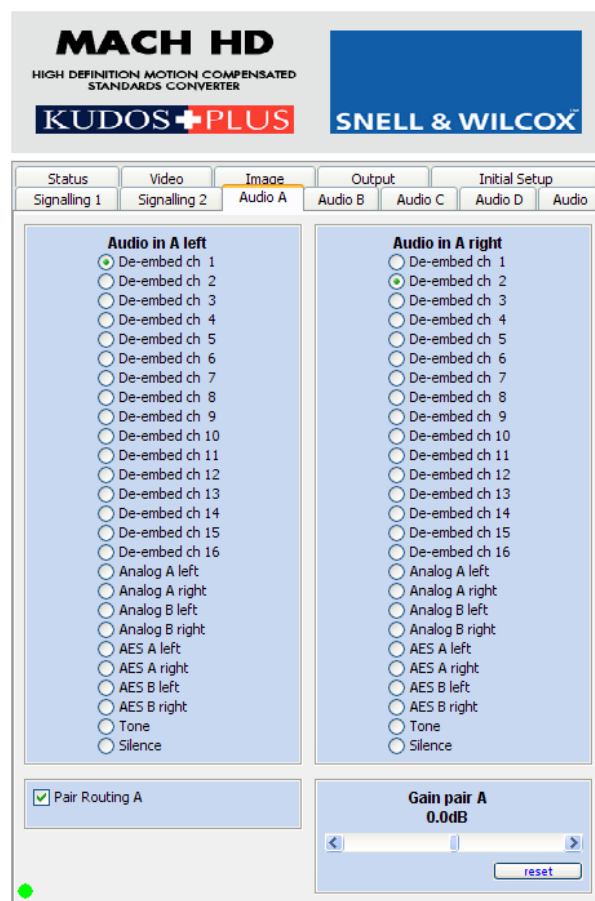 MACH HD
HIGH DEFINITION MOTION COMPENSATED
STANDARDS CONVERTER
KUDOS PLUS
SNELL & WILCOX
Status Video Image Output Initial Setup
Signalling 1 Signalling 2 Audio A Audio B Audio C Audio D Audio
Audio in A left
De-embed ch 1
De-embed ch 2
De-embed ch 3
De-embed ch 4
De-embed ch 5
De-embed ch 6
De-embed ch 7
De-embed ch 8
De-embed ch 9
De-embed ch 10
De-embed ch 11
De-embed ch 12
De-embed ch 13
De-embed ch 14
De-embed ch 15
De-embed ch 16
Analog A left
Analog A right
Analog B left
Analog B right
AES A left
AES A right
AES B left
AES B right
Tone
Silence
Audio in A right
De-embed ch 1
De-embed ch 2
De-embed ch 3
De-embed ch 4
De-embed ch 5
De-embed ch 6
De-embed ch 7
De-embed ch 8
De-embed ch 9
De-embed ch 10
De-embed ch 11
De-embed ch 12
De-embed ch 13
De-embed ch 14
De-embed ch 15
De-embed ch 16
Analog A left
Analog A right
Analog B left
Analog B right
AES A left
AES A right
AES B left
AES B right
Tone
Silence
Pair Routing A
Gain pair A
0.0dB
reset